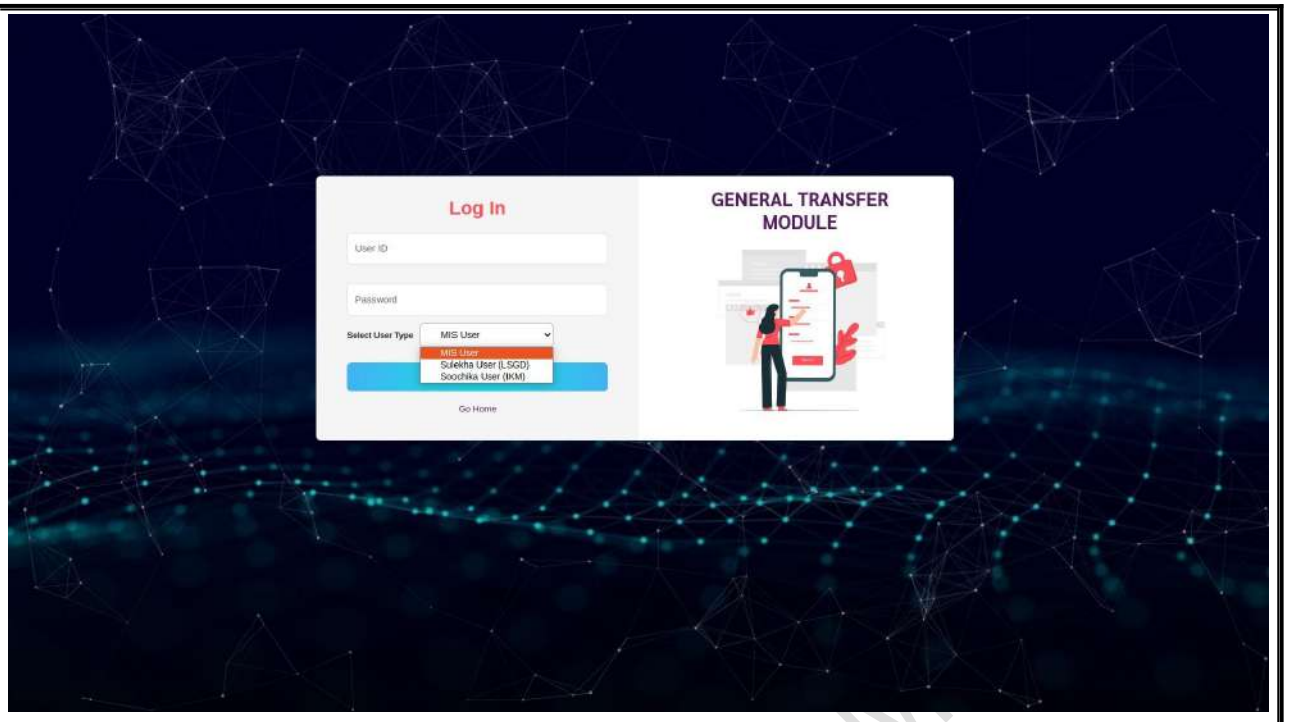 Log In
User ID
Password
Select User Type
MIS User
MIS User
Sulekha User (LSGD)
Soochika User (IKM)
Go Home
GENERAL TRANSFER
MODULE